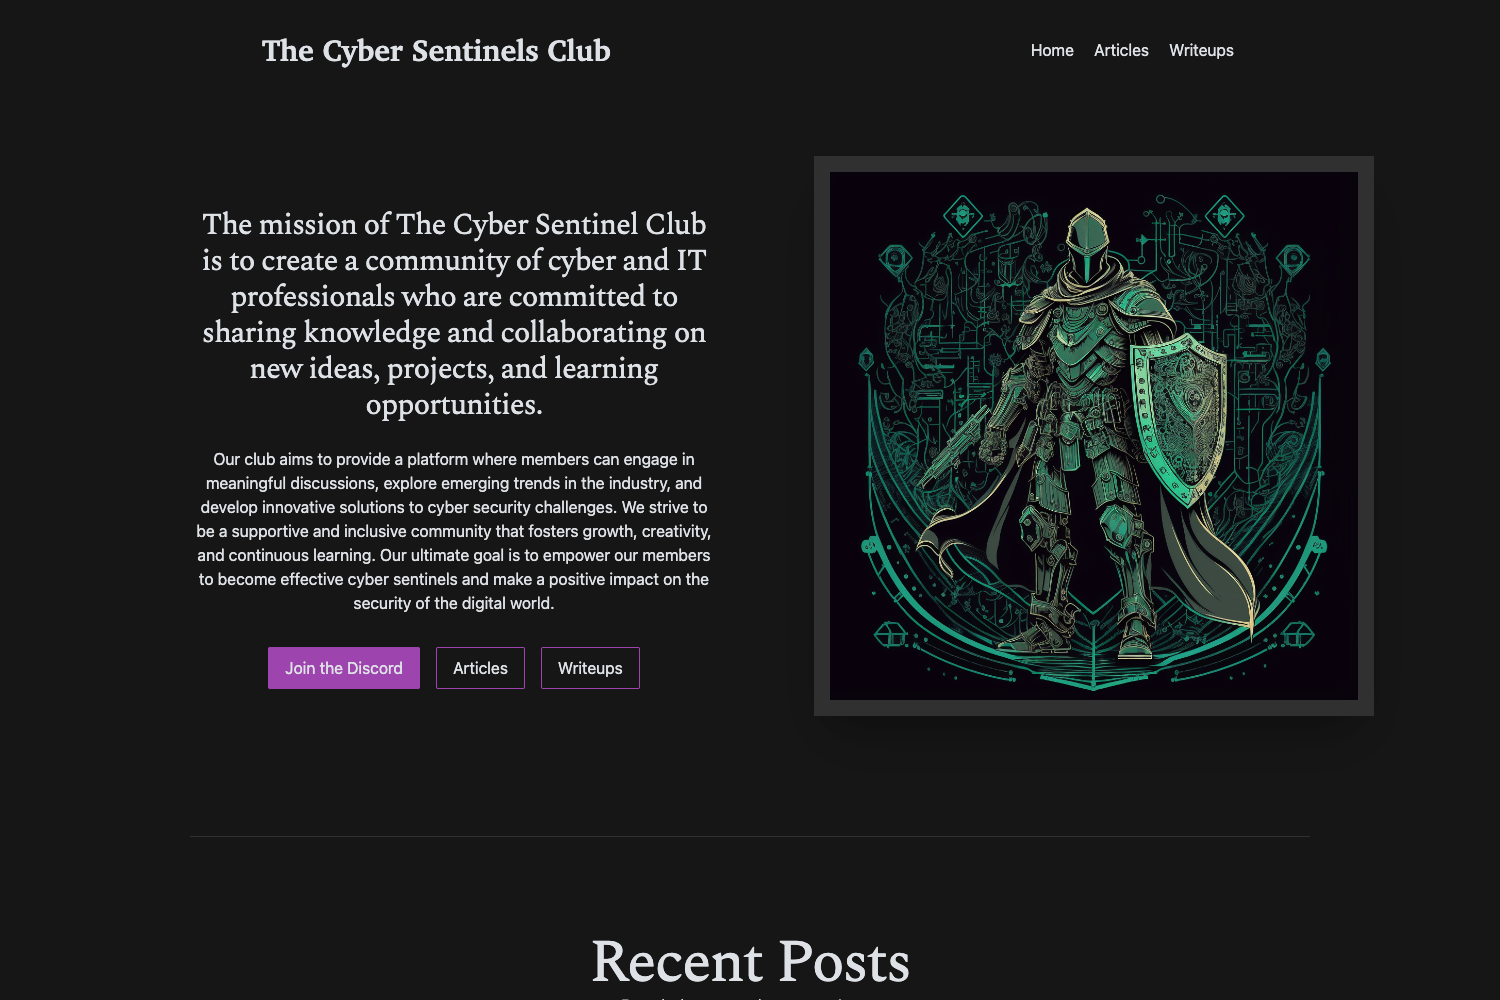 The Cyber Sentinels Club
Home Articles Writeups
The mission of The Cyber Sentinel Club
is to create a community of cyber and IT
professionals who are committed to
sharing knowledge and collaborating on
new ideas, projects, and learning
opportunities.
Our club aims to provide a platform where members can engage in
meaningful discussions, explore emerging trends in the industry, and
develop innovative solutions to cyber security challenges. We strive to
be a supportive and inclusive community that fosters growth, creativity,
and continuous learning. Our ultimate goal is to empower our members
to become effective cyber sentinels and make a positive impact on the
security of the digital world.
Join the Discord Articles Writeups
Recent Posts